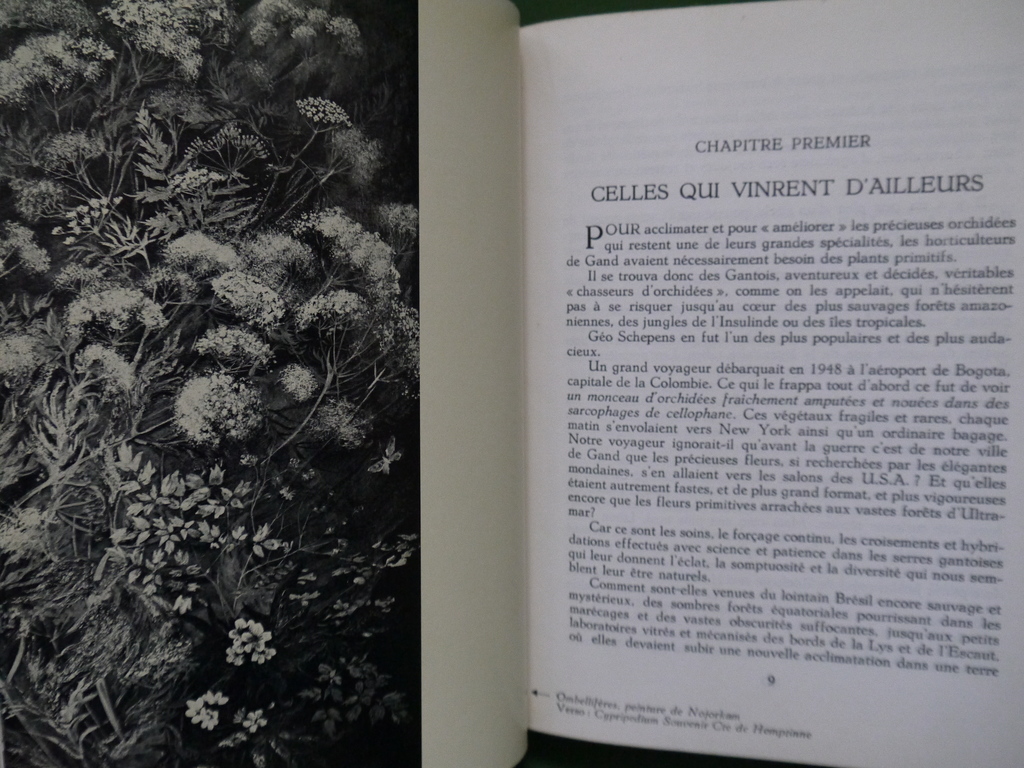 CHAPITRE PREMIER
CELLES QUI VINRENT D'AILLEURS
POUR acclimater et pour « améliorer » les précieuses orchidées
qui restent une de leurs grandes spécialités, les horticulteurs
de Gand avaient nécessairement besoin des plants primitifs.
Il se trouva donc des Gantois, aventureux et décidés, véritables
« chasseurs d'orchidées », comme on les appelait, qui n'hésitèrent
pas à se risquer jusqu'au cœur des plus sauvages forêts amazo-
niennes, des jungles de l'Insulinde ou des îles tropicales.
Géo Schepens en fut l'un des plus populaires et des plus auda-
cieux.
Un grand voyageur débarquait en 1948 à l'aéroport de Bogota,
capitale de la Colombie. Ce qui le frappa tout d'abord ce fut de voir
un monceau d'orchidées fraîchement amputées et nouées dans des
sarcophages de cellophane. Ces végétaux fragiles et rares, chaque
matin s'envolaient vers New York ainsi qu'un ordinaire bagage.
Notre voyageur ignorait-il qu'avant la guerre c'est de notre ville
de Gand que les précieuses fleurs, si recherchées par les élégantes
mondaines, s'en allaient vers les salons des U.S.A. ? Et qu'elles
étaient autrement fastes, et de plus grand format, et plus vigoureuses
encore que les fleurs primitives arrachées aux vastes forêts d'Ultra-
mar?
Car ce sont les soins, le forçage continu, les croisements et hybri-
dations effectués avec science et patience dans les serres gantoises
qui leur donnent l'éclat, la somptuosité et la diversité qui nous sem-
blent leur être naturels.
Comment sont-elles venues du lointain Brésil encore sauvage et
mystérieux, des sombres forêts équatoriales pourrissant dans les
marécages et des vastes obscurités suffocantes, jusqu'aux petits
laboratoires vitrés et mécanisés des bords de la Lys et de l'Escaut,
où elles devaient subir une nouvelle acclimatation dans une terre
9
Ombellifères, peinture de Nojorkam
Verso : Cypripedium Souvenir Cte de Hemptinne